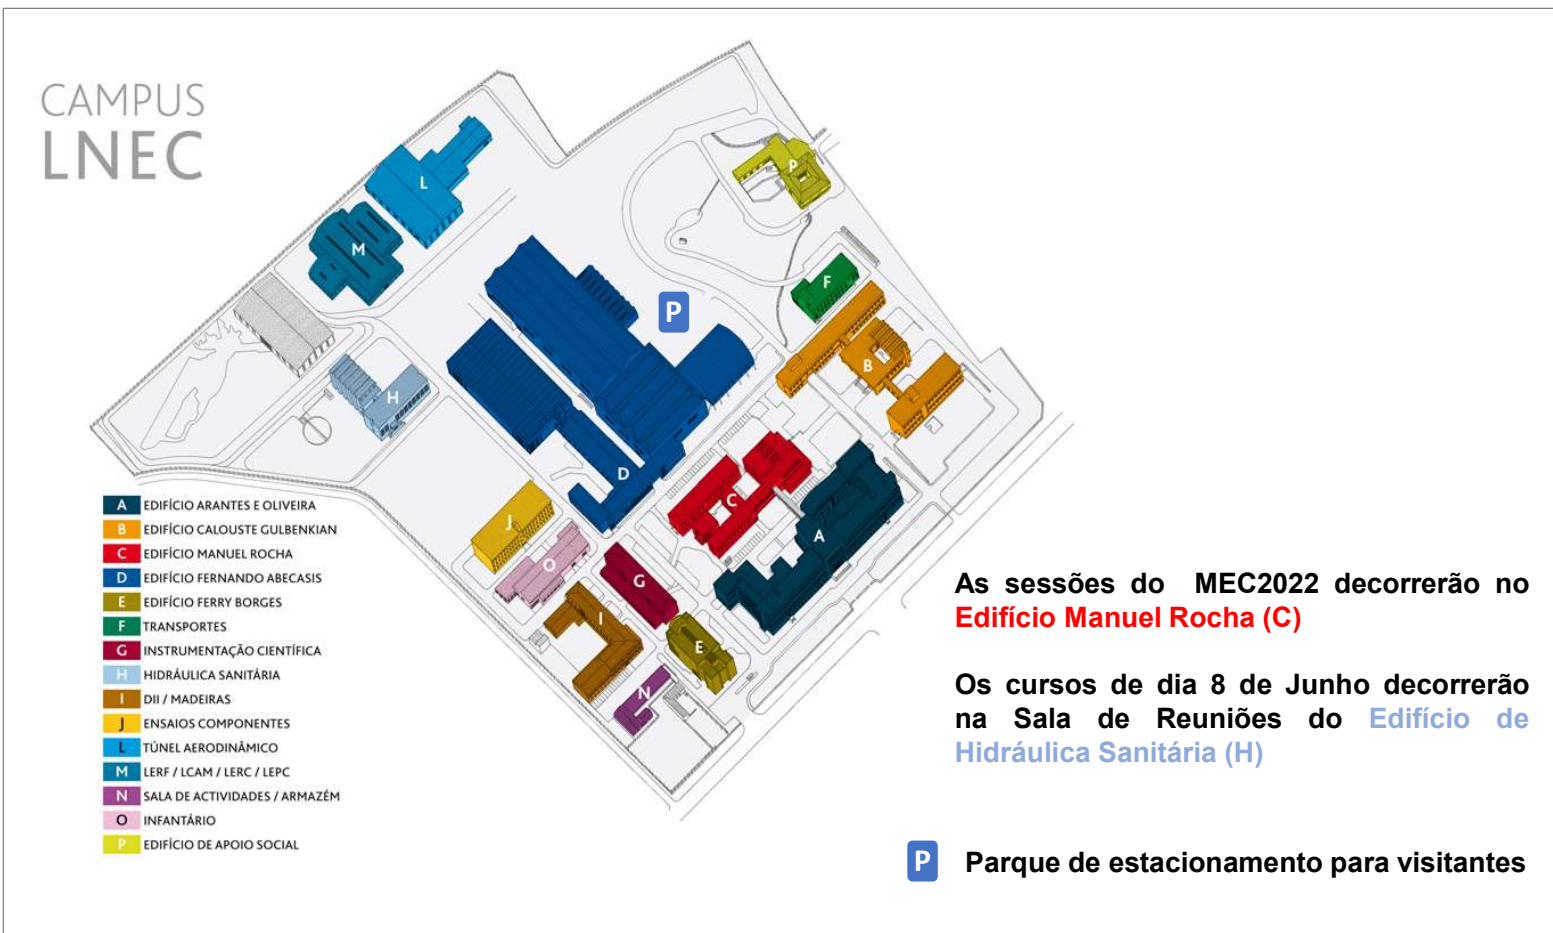 CAMPUS
LNEC
L
P
M
F
P
B
H
D
C
A
J
O
G
I
E
N
A EDIFÍCIO ARANTES E OLIVEIRA
B EDIFÍCIO CALOUSTE GULBENKIAN
C EDIFÍCIO MANUEL ROCHA
D EDIFÍCIO FERNANDO ABECASIS
E EDIFÍCIO FERRY BORGES
F TRANSPORTES
G INSTRUMENTAÇÃO CIENTÍFICA
H HIDRÁULICA SANITÁRIA
I DII / MADEIRAS
J ENSAIOS COMPONENTES
L TÚNEL AERODINÂMICO
M LERF / LCAM / LERC / LEPC
N SALA DE ACTIVIDADES / ARMAZÉM
O INFANTÁRIO
P EDIFÍCIO DE APOIO SOCIAL
As sessões do MEC2022 decorrerão no
Edifício Manuel Rocha (C)
Os cursos de dia 8 de Junho decorrerão
na Sala de Reuniões do Edifício de
Hidráulica Sanitária (H)
P Parque de estacionamento para visitantes